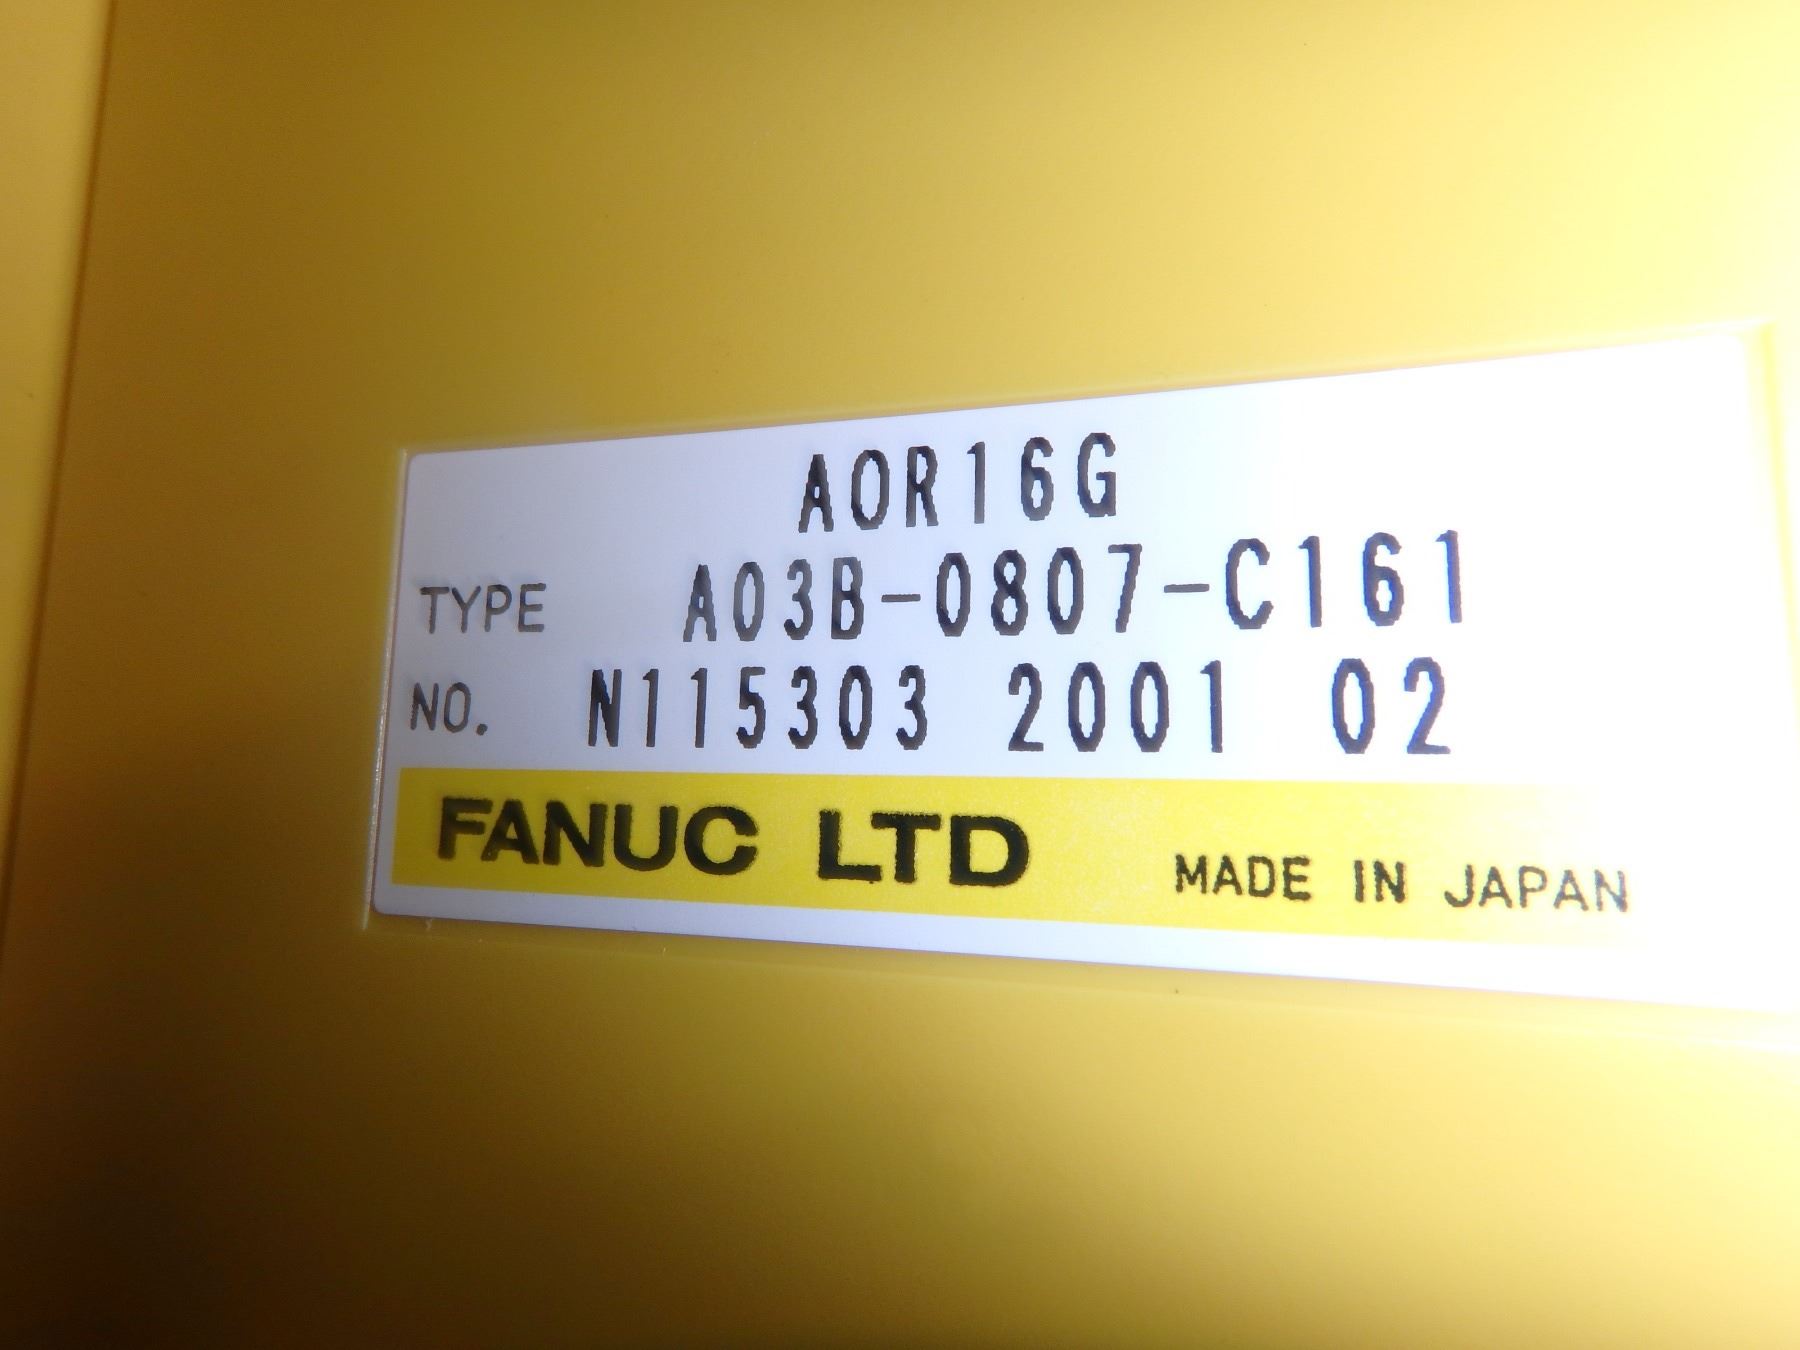 AOR16G
TYPE A03B-0807-C161
NO. N115303 2001 02
FANUC LTD MADE IN JAPAN